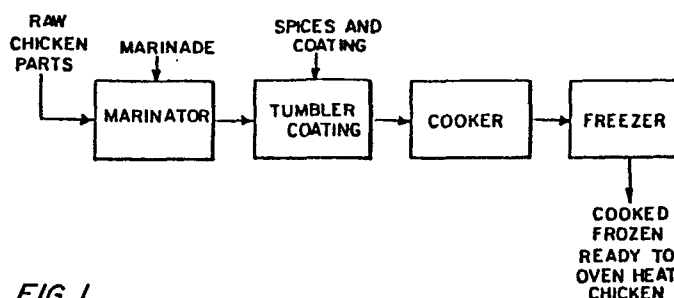 RAW
CHICKEN
PARTS
MARINADE
SPICES AND
COATING
MARINATOR
TUMBLER
COATING
COOKER
FREEZER
COOKED
FROZEN
READY TO
OVEN HEAT
CHICKEN
FIG. 1